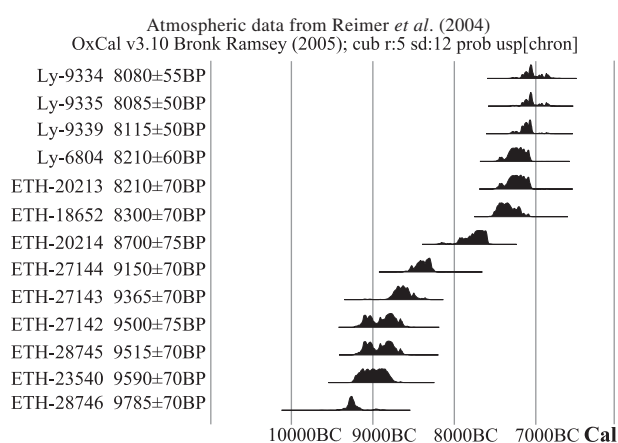 Atmospheric data from Reimer et al. (2004)
OxCal v3.10 Bronk Ramsey (2005); cub r:5 sd:12 prob usp[chron]
Ly-9334 8080±55BP
Ly-9335 8085±50BP
Ly-9339 8115±50BP
Ly-6804 8210±60BP
ETH-20213 8210±70BP
ETH-18652 8300±70BP
ETH-20214 8700±75BP
ETH-27144 9150±70BP
ETH-27143 9365±70BP
ETH-27142 9500±75BP
ETH-28745 9515±70BP
ETH-23540 9590±70BP
ETH-28746 9785±70BP
10000BC 9000BC 8000BC 7000BC Cal